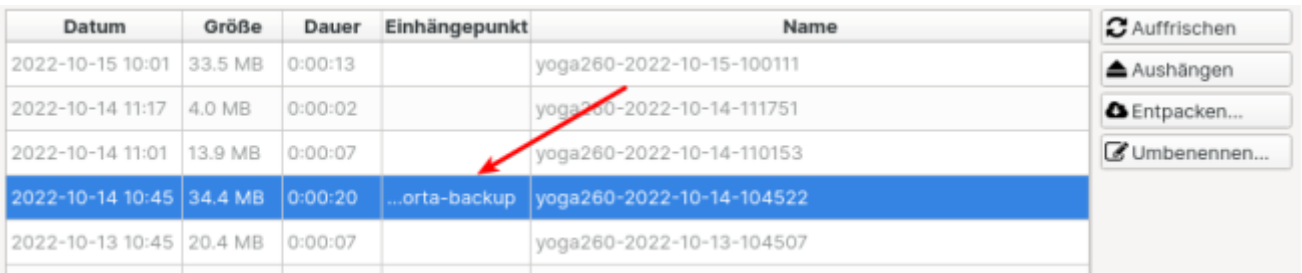 Datum Größe Dauer Einhängepunkt Name
2022-10-15 10:01 33.5 MB 0:00:13 yoga260-2022-10-15-100111
2022-10-14 11:17 4.0 MB 0:00:02 yoga260-2022-10-14-111751
2022-10-14 11:01 13.9 MB 0:00:07 yoga260-2022-10-14-110153
2022-10-14 10:45 34.4 MB 0:00:20 ...orta-backup yoga260-2022-10-14-104522
2022-10-13 10:45 20.4 MB 0:00:07 yoga260-2022-10-13-104507
Auffrischen
Aushängen
Entpacken...
Umbenennen...